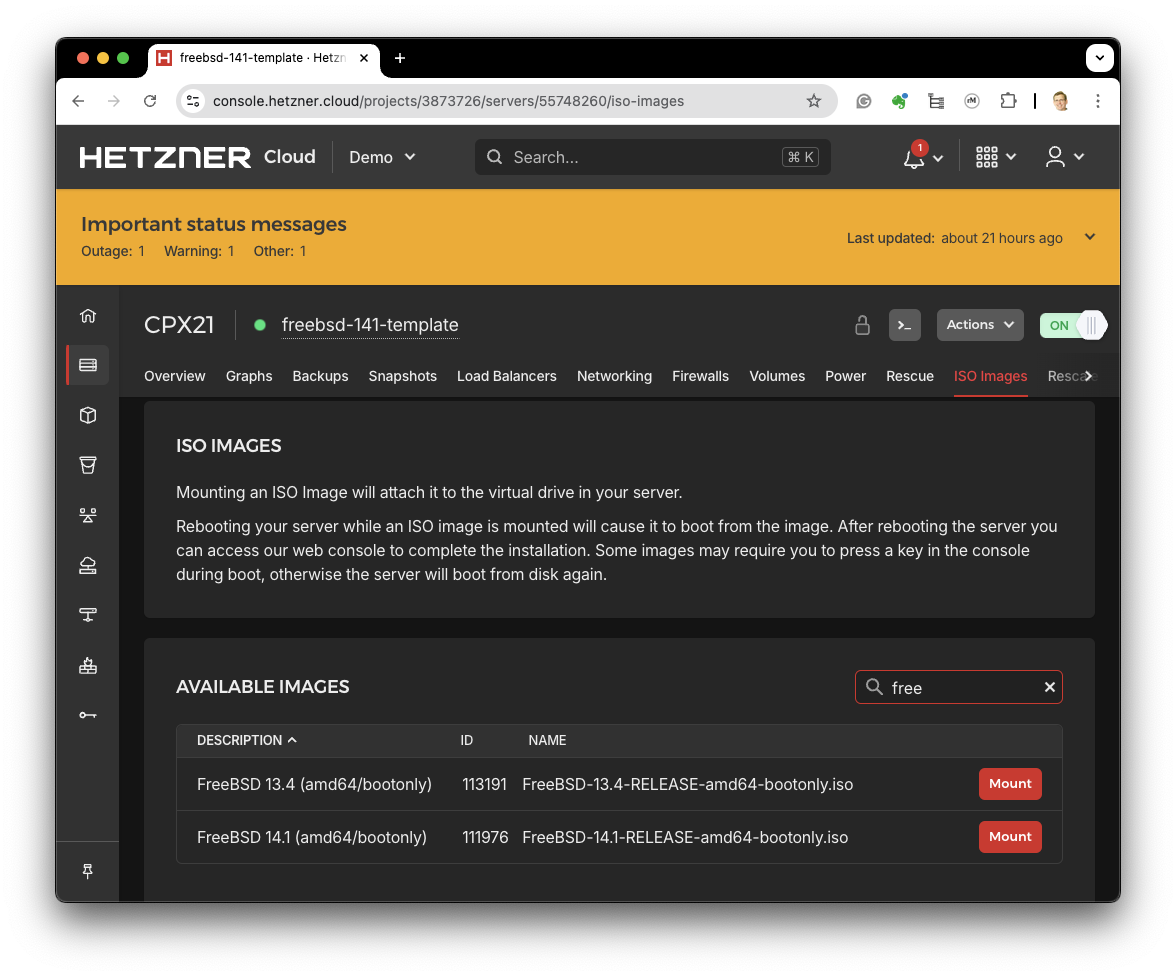 freebsd-141-template · Hetzn
console.hetzner.cloud/projects/3873726/servers/55748260/iso-images
HETZNER Cloud Demo Search... ⌘ K 1
Important status messages
Outage: 1 Warning: 1 Other: 1
Last updated: about 21 hours ago
CPX21 freebsd-141-template Actions ON
Overview Graphs Backups Snapshots Load Balancers Networking Firewalls Volumes Power Rescue ISO Images Rescale
ISO IMAGES
Mounting an ISO Image will attach it to the virtual drive in your server.
Rebooting your server while an ISO image is mounted will cause it to boot from the image. After rebooting the server you
can access our web console to complete the installation. Some images may require you to press a key in the console
during boot, otherwise the server will boot from disk again.
AVAILABLE IMAGES free
DESCRIPTION ID NAME
FreeBSD 13.4 (amd64/bootonly) 113191 FreeBSD-13.4-RELEASE-amd64-bootonly.iso Mount
FreeBSD 14.1 (amd64/bootonly) 111976 FreeBSD-14.1-RELEASE-amd64-bootonly.iso Mount